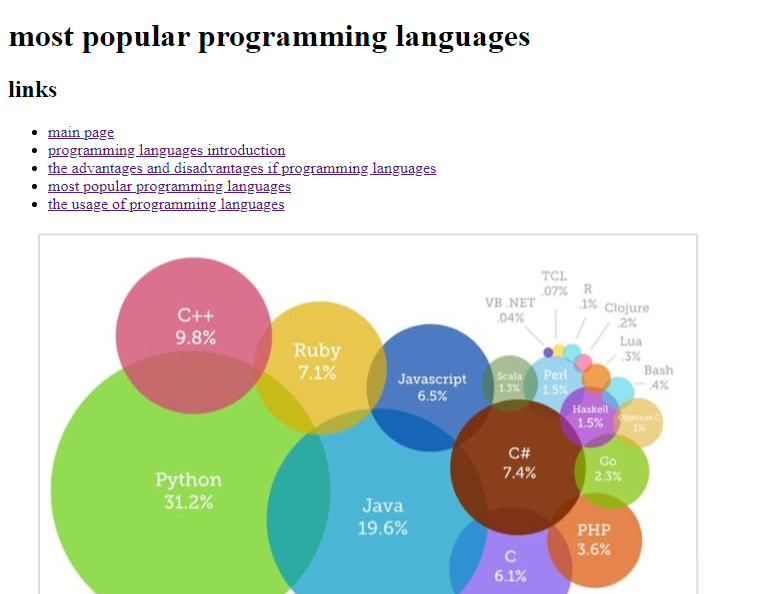 most popular programming languages
links
main page
programming languages introduction
the advantages and disadvantages if programming languages
most popular programming languages
the usage of programming languages
TCL
.07%
R
.1%
VB .NET
.04%
Clojure
.2%
Lua
.3%
Bash
.4%
C++
9.8%
Ruby
7.1%
Javascript
6.5%
Scala
1.3%
Perl
1.5%
Haskell
1.5%
Objective C
1%
C#
7.4%
Go
2.3%
Python
31.2%
Java
19.6%
PHP
3.6%
C
6.1%